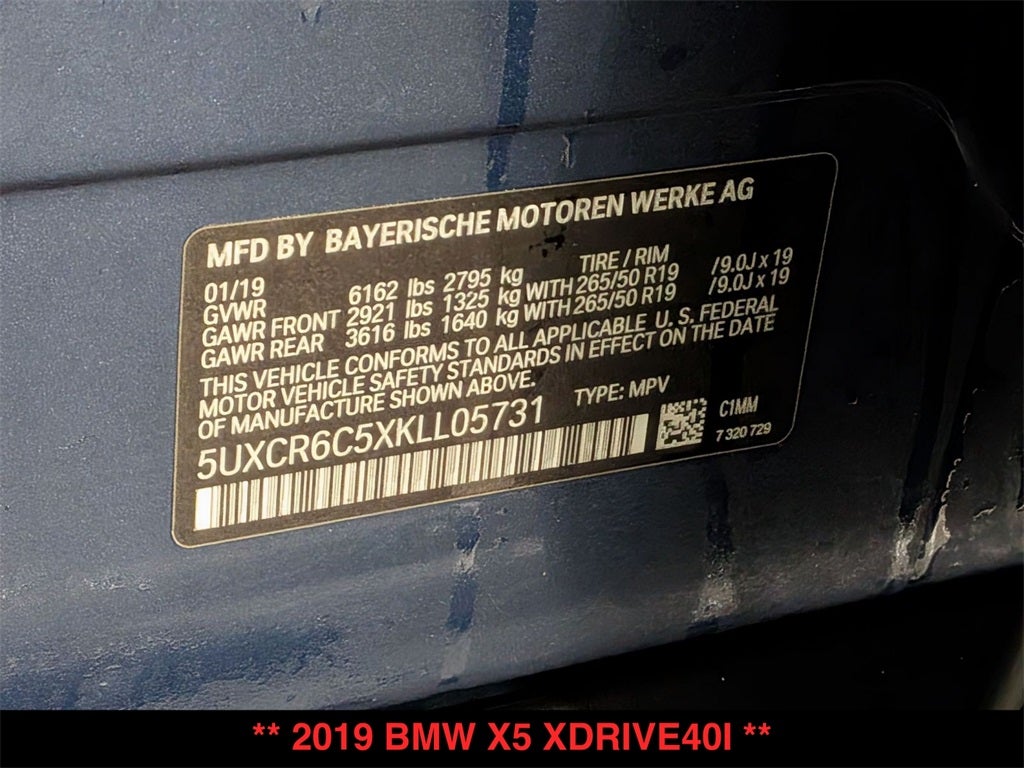 MFD BY BAYERISCHE MOTOREN WERKE AG
01/19 TIRE / RIM
GVWR 6162 lbs 2795 kg
GAWR FRONT 2921 lbs 1325 kg WITH 265/50 R19 /9.0J x 19
GAWR REAR 3616 lbs 1640 kg WITH 265/50 R19 /9.0J x 19
THIS VEHICLE CONFORMS TO ALL APPLICABLE U. S. FEDERAL
MOTOR VEHICLE SAFETY STANDARDS IN EFFECT ON THE DATE
OF MANUFACTURE SHOWN ABOVE.
5UXCR6C5XKLL05731 TYPE: MPV
C1MM
7 320 729
** 2019 BMW X5 XDRIVE40I **